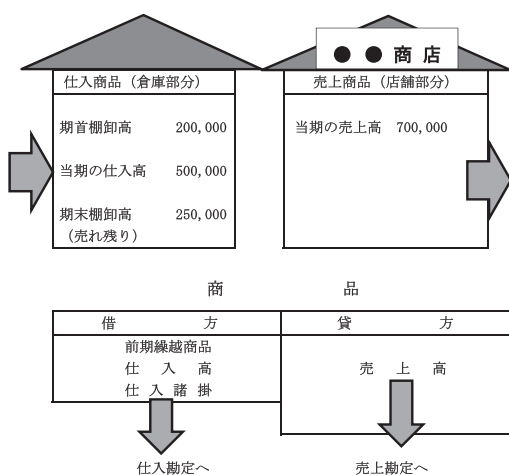 ●●商店
仕入商品（倉庫部分）
期首棚卸高 200,000
当期の仕入高 500,000
期末棚卸高 250,000
（売れ残り）
売上商品（店舗部分）
当期の売上高 700,000
商 品
借 方 貸 方
前期繰越商品
仕 入 高
仕 入 諸 掛
売 上 高
仕入勘定へ
売上勘定へ